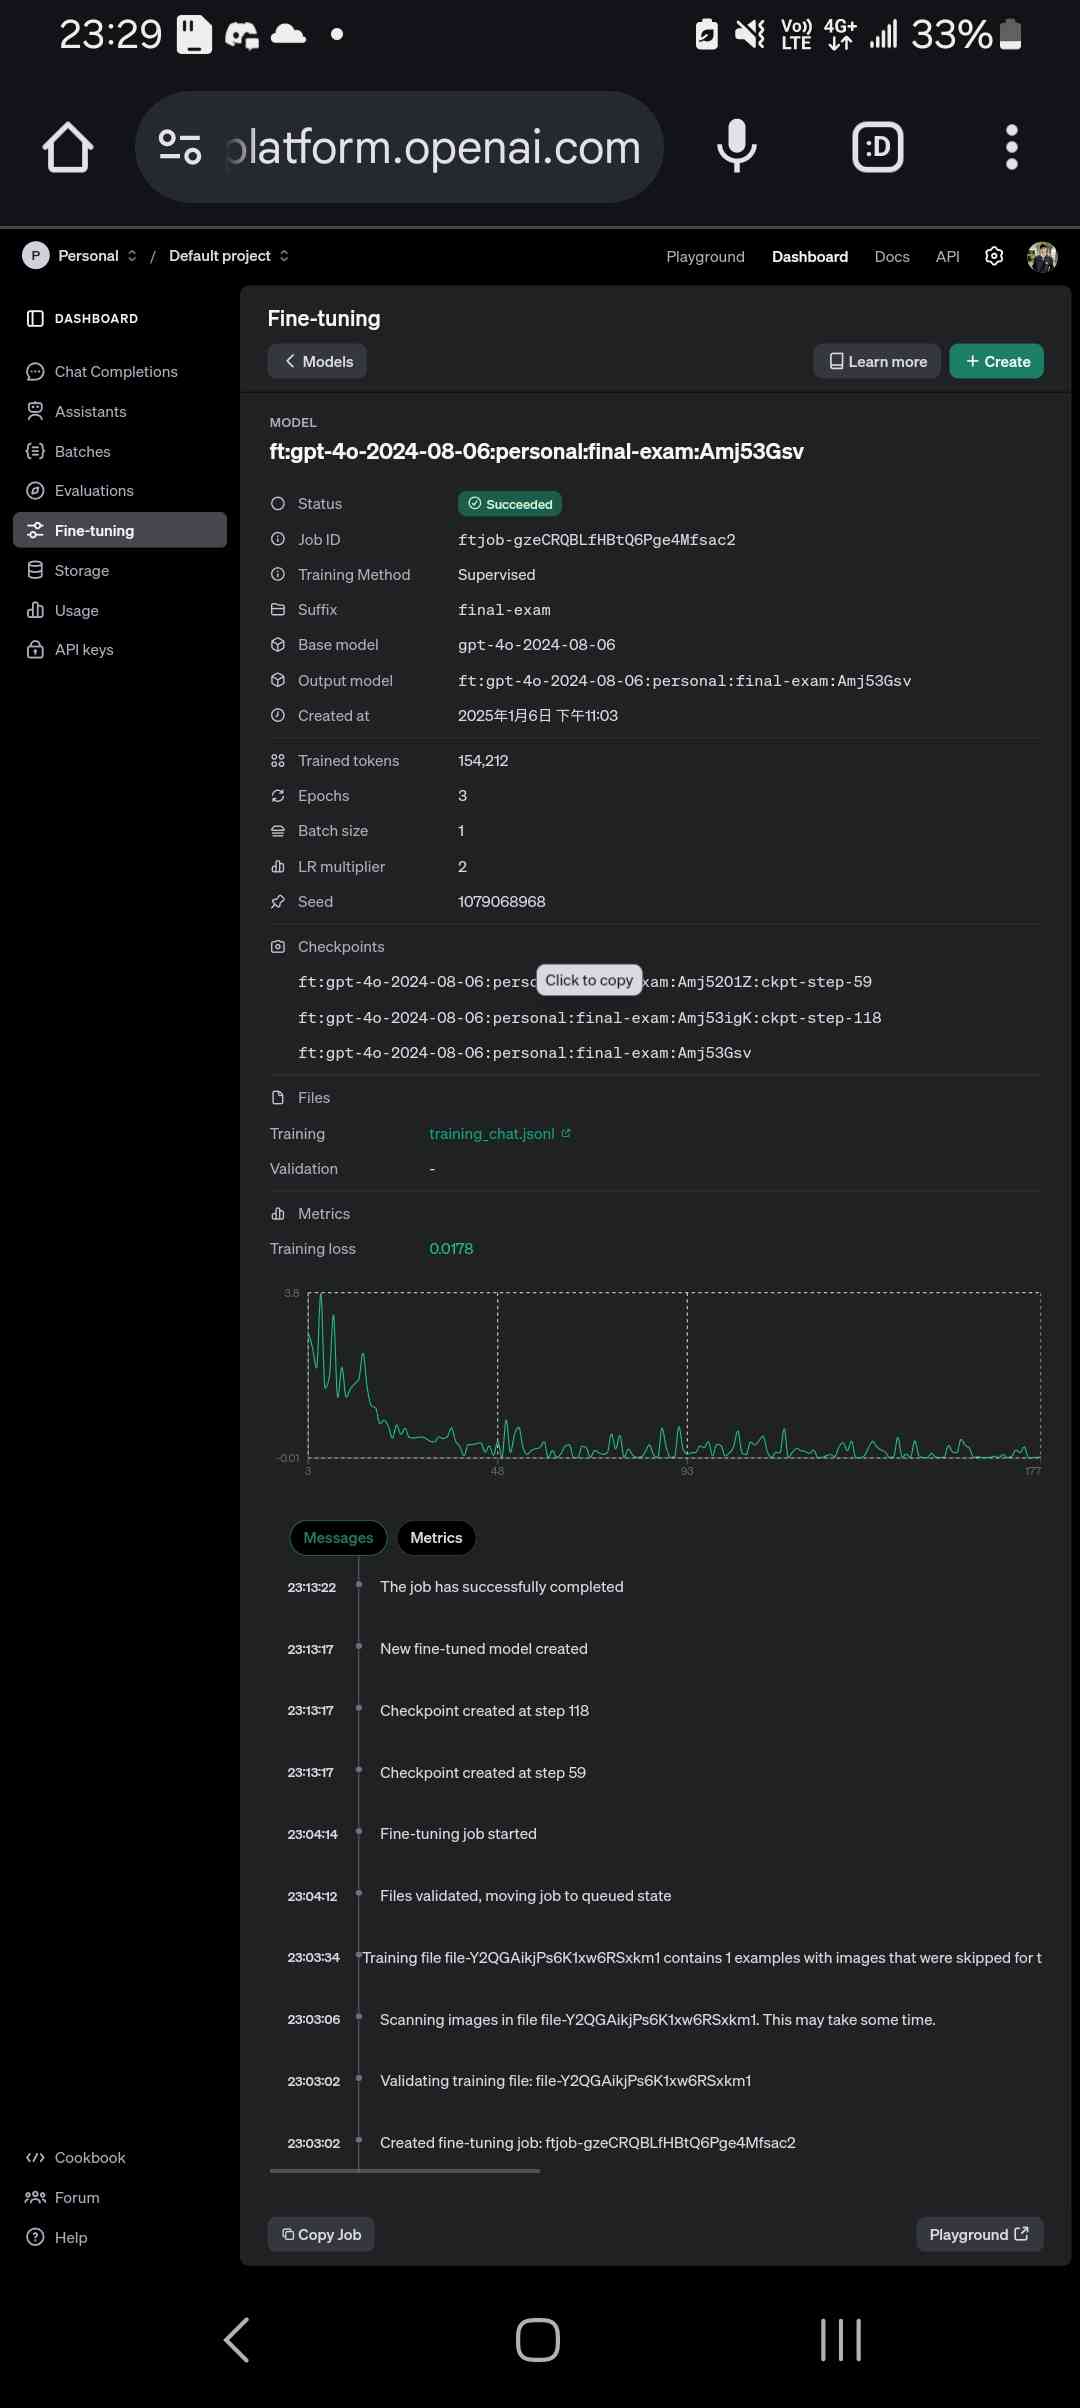 23:29
Vo)) LTE
4G+
33%
platform.openai.com
:D
P Personal / Default project
Playground Dashboard Docs API
DASHBOARD
Chat Completions
Assistants
Batches
Evaluations
Fine-tuning
Storage
Usage
API keys
Fine-tuning
Models
Learn more
+ Create
MODEL
ft:gpt-4o-2024-08-06:personal:final-exam:Amj53Gsv
Status Succeeded
Job ID ftjob-gzeCRQBLfHBtQ6Pge4Mfsac2
Training Method Supervised
Suffix final-exam
Base model gpt-4o-2024-08-06
Output model ft:gpt-4o-2024-08-06:personal:final-exam:Amj53Gsv
Created at 2025年1月6日 下午11:03
Trained tokens 154,212
Epochs 3
Batch size 1
LR multiplier 2
Seed 1079068968
Checkpoints
ft:gpt-4o-2024-08-06:perso Click to copy xam:Amj52O1Z:ckpt-step-59
ft:gpt-4o-2024-08-06:personal:final-exam:Amj53igK:ckpt-step-118
ft:gpt-4o-2024-08-06:personal:final-exam:Amj53Gsv
Files
Training training_chat.jsonl
Validation -
Metrics
Training loss 0.0178
3.8
-0.01
3 48 93 177
Messages Metrics
23:13:22 The job has successfully completed
23:13:17 New fine-tuned model created
23:13:17 Checkpoint created at step 118
23:13:17 Checkpoint created at step 59
23:04:14 Fine-tuning job started
23:04:12 Files validated, moving job to queued state
23:03:34 Training file file-Y2QGAikjPs6K1xw6RSxkm1 contains 1 examples with images that were skipped for t
23:03:06 Scanning images in file file-Y2QGAikjPs6K1xw6RSxkm1. This may take some time.
23:03:02 Validating training file: file-Y2QGAikjPs6K1xw6RSxkm1
23:03:02 Created fine-tuning job: ftjob-gzeCRQBLfHBtQ6Pge4Mfsac2
Cookbook
Forum
Help
Copy Job
Playground